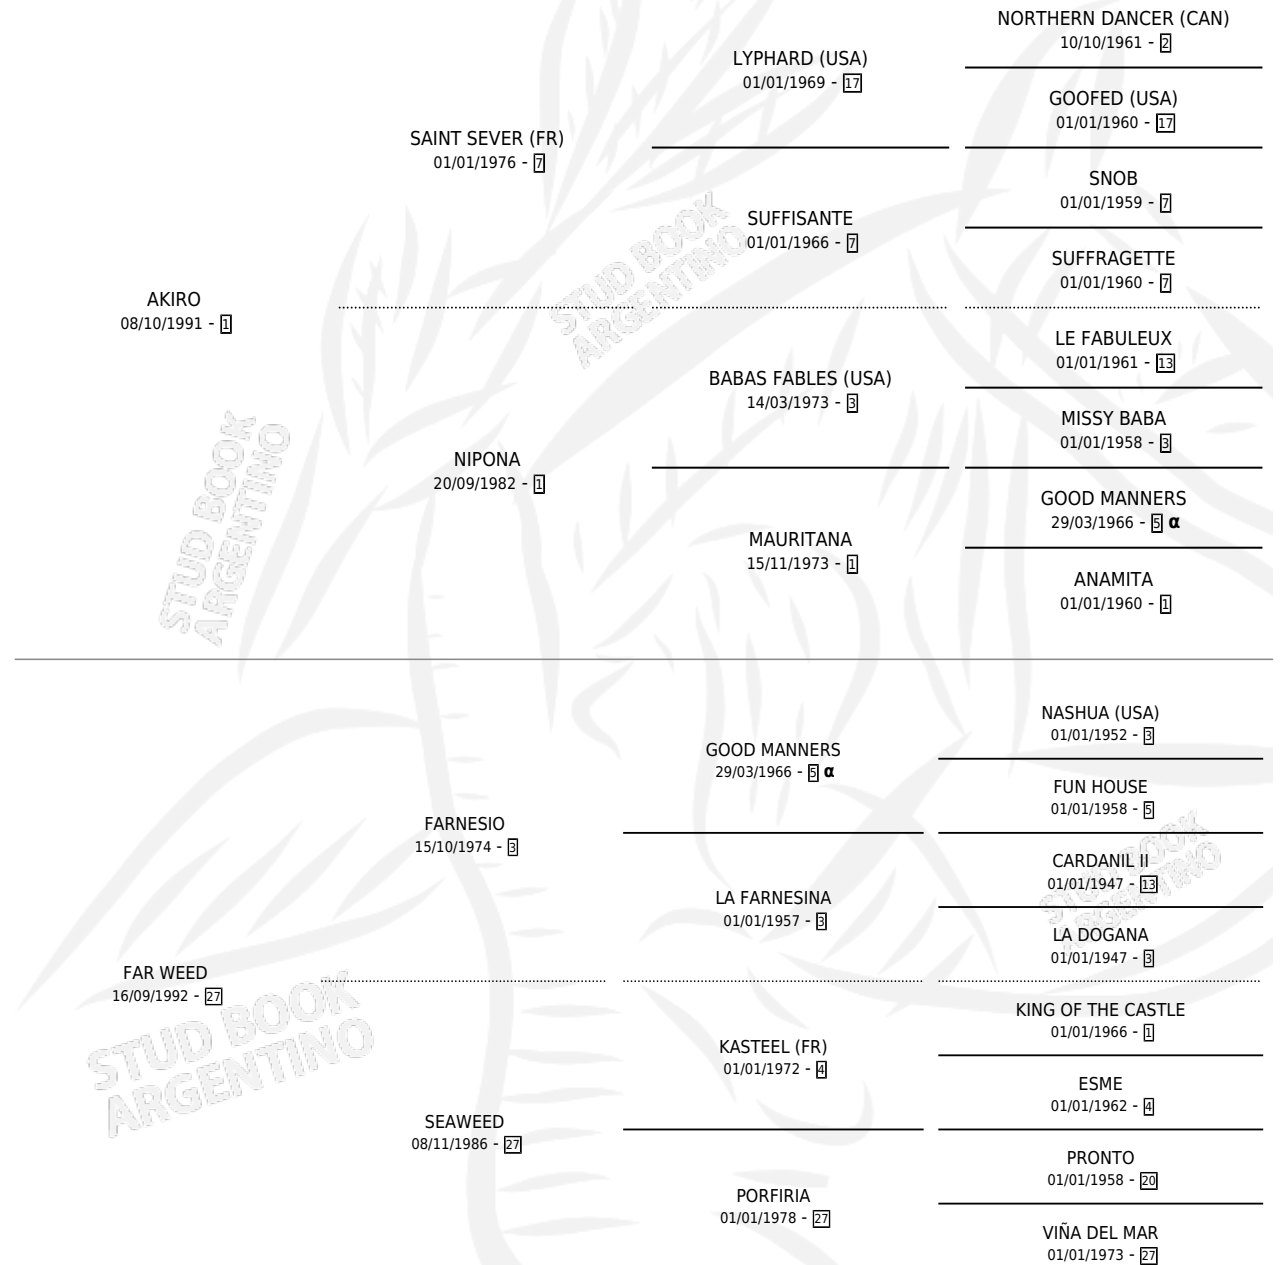 NORTHERN DANCER (CAN)
10/10/1961 - 2
LYPHARD (USA)
01/01/1969 - 17
GOOFED (USA)
01/01/1960 - 17
SAINT SEVER (FR)
01/01/1976 - 7
SNOB
01/01/1959 - 7
SUFFISANTE
01/01/1966 - 7
SUFFRAGETTE
01/01/1960 - 7
AKIRO
08/10/1991 - 1
LE FABULEUX
01/01/1961 - 13
BABAS FABLES (USA)
14/03/1973 - 3
MISSY BABA
01/01/1958 - 3
NIPONA
20/09/1982 - 1
GOOD MANNERS
29/03/1966 - 5 α
MAURITANA
15/11/1973 - 1
ANAMITA
01/01/1960 - 1
NASHUA (USA)
01/01/1952 - 3
GOOD MANNERS
29/03/1966 - 5 α
FUN HOUSE
01/01/1958 - 5
FARNESIO
15/10/1974 - 3
CARDANIL II
01/01/1947 - 13
LA FARNESINA
01/01/1957 - 3
LA DOGANA
01/01/1947 - 3
FAR WEED
16/09/1992 - 27
KING OF THE CASTLE
01/01/1966 - 1
KASTEEL (FR)
01/01/1972 - 4
ESME
01/01/1962 - 4
SEAWEED
08/11/1986 - 27
PRONTO
01/01/1958 - 20
PORFIRIA
01/01/1978 - 27
VIÑA DEL MAR
01/01/1973 - 27
STUD BOOK
ARGENTINO
STUD BOOK
ARGENTINO
STUD BOOK
ARGENTINO
STUD BOOK
ARGENTINO